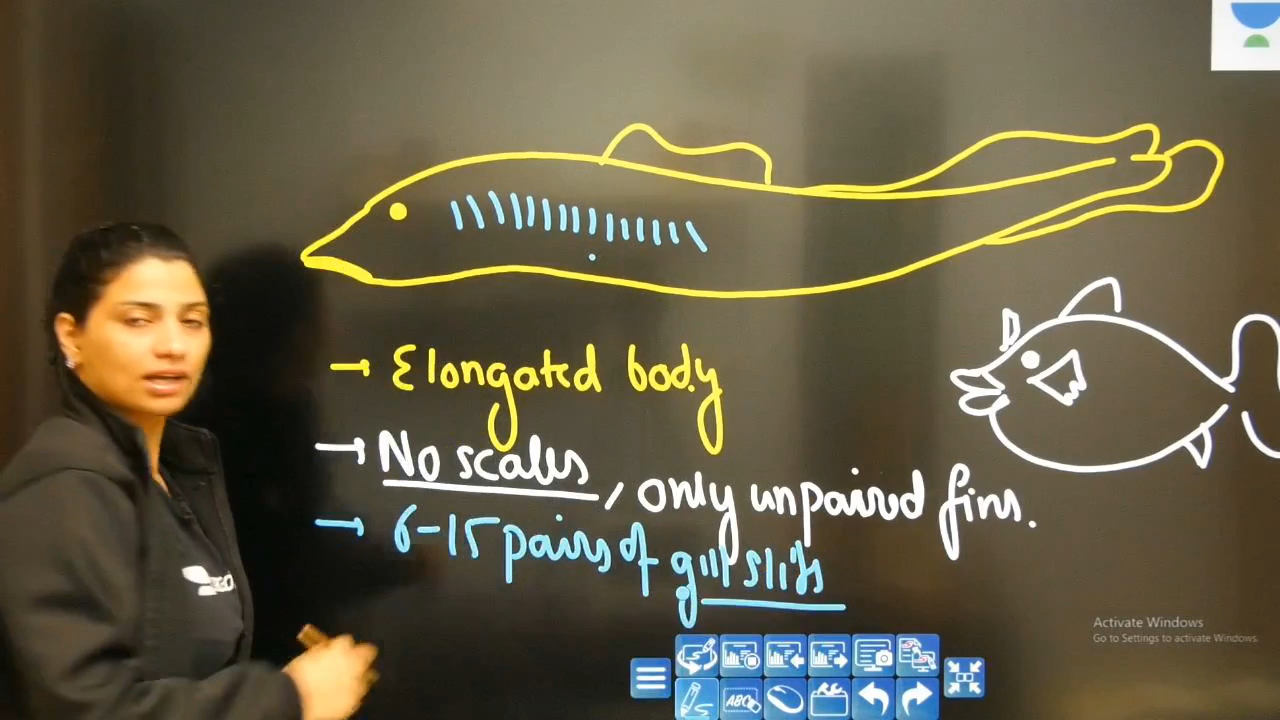 → Elongated body
→ No scales, only unpaired fins.
→ 6-15 pairs of gill slits
Activate Windows
Go to Settings to activate Windows.
ABC